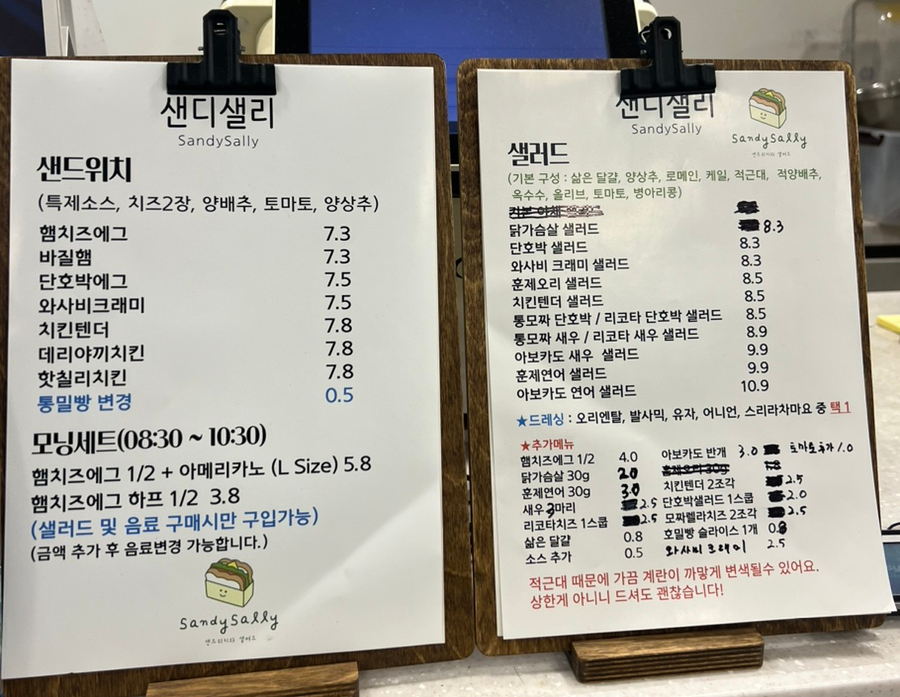 샌디샐리
SandySally
샌드위치
(특제소스, 치즈2장, 양배추, 토마토, 양상추)
햄치즈에그 7.3
바질햄 7.3
단호박에그 7.5
와사비크래미 7.5
치킨텐더 7.8
데리야끼치킨 7.8
핫칠리치킨 7.8
통밀빵 변경 0.5
모닝세트(08:30 ~ 10:30)
햄치즈에그 1/2 + 아메리카노 (L Size) 5.8
햄치즈에그 하프 1/2 3.8
(샐러드 및 음료 구매시만 구입가능)
(금액 추가 후 음료변경 가능합니다.)
SandySally
샌드위치와 샐러드
샌디샐리
SandySally
SandySally
샌드위치와 샐러드
샐러드
(기본 구성 : 삶은 달걀, 양상추, 로메인, 케일, 적근대, 적양배추,
옥수수, 올리브, 토마토, 병아리콩)
닭가슴살 샐러드 8.3
단호박 샐러드 8.3
와사비 크래미 샐러드 8.3
훈제오리 샐러드 8.5
치킨텐더 샐러드 8.5
통모짜 단호박 / 리코타 단호박 샐러드 8.5
통모짜 새우 / 리코타 새우 샐러드 8.9
아보카도 새우 샐러드 9.9
훈제연어 샐러드 9.9
아보카도 연어 샐러드 10.9
★드레싱 : 오리엔탈, 발사믹, 유자, 어니언, 스리라차마요 중 택 1
★추가메뉴
햄치즈에그 1/2 4.0
닭가슴살 30g 2.0
훈제연어 30g 3.0
새우 3마리 2.5
리코타치즈 1스쿱 2.5
삶은 달걀 0.8
소스 추가 0.5
아보카도 반개 3.0 토마토추가 1.0
훈제오리 30g
치킨텐더 2조각 2.5
단호박샐러드 1스쿱 2.0
모짜렐라치즈 2조각 2.5
호밀빵 슬라이스 1개 0.8
와사비크래미 2.5
적근대 때문에 가끔 계란이 까맣게 변색될수 있어요.
상한게 아니니 드셔도 괜찮습니다!